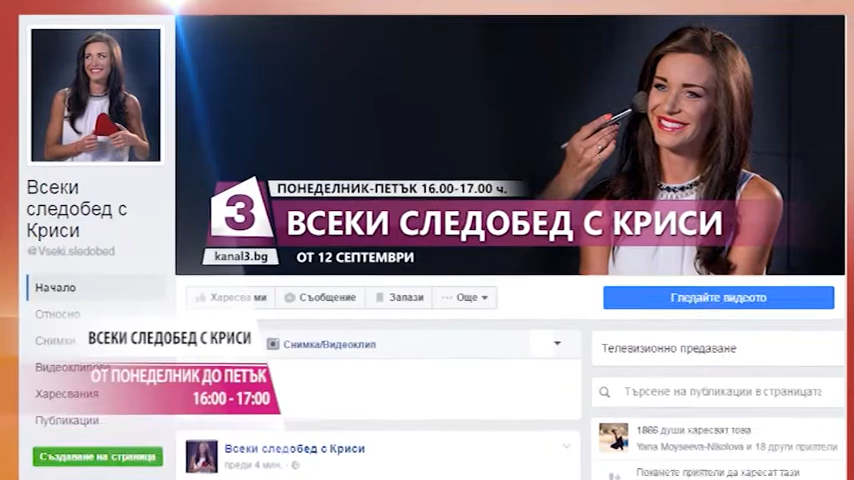 ПОНЕДЕЛНИК-ПЕТЪК 16.00-17.00 ч.
3
ВСЕКИ СЛЕДОБЕД С КРИСИ
kanal3.bg
ОТ 12 СЕПТЕМВРИ
Всеки
следобед с
Криси
@Vseki.sledobed
Начало
Относно
Снимки
Видеоклипове
Харесвания
Публикации
Създаване на страница
ВСЕКИ СЛЕДОБЕД С КРИСИ
ОТ ПОНЕДЕЛНИК ДО ПЕТЪК
16:00 - 17:00
Харесва ми
Съобщение
Запази
Още
Гледайте видеото
Снимка/Видеоклип
Всеки следобед с Криси
преди 4 мин.
Телевизионно предаване
Търсене на публикации в страницата
1866 души харесват това
Yana Moyseeva-Nikolova и 18 други приятели
Поканете приятели да харесат тази